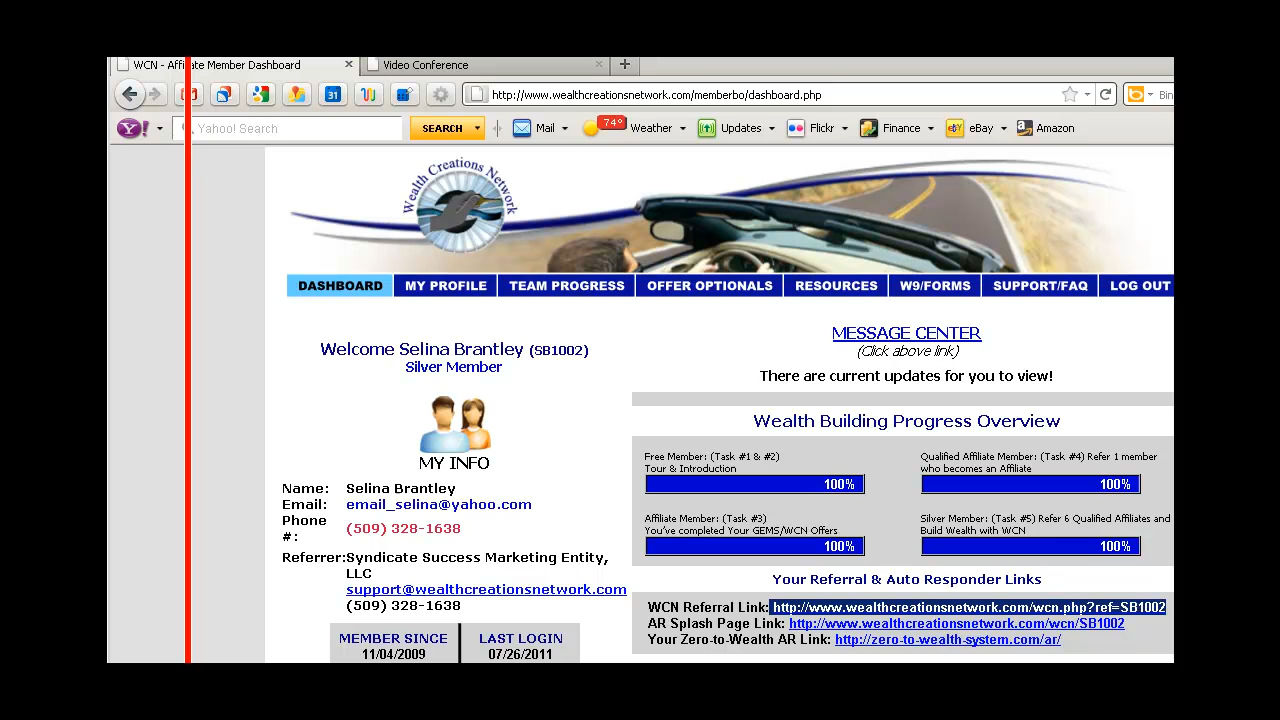 WCN - Affiliate Member Dashboard
Video Conference
31
http://www.wealthcreationsnetwork.com/memberbo/dashboard.php
Bin
Yahoo! Search
SEARCH
Mail
74°
Weather
Updates
Flickr
Finance
eBay
Amazon
Wealth Creations Network
DASHBOARD
MY PROFILE
TEAM PROGRESS
OFFER OPTIONALS
RESOURCES
W9/FORMS
SUPPORT/FAQ
LOG OUT
Welcome Selina Brantley (SB1002)
Silver Member
MY INFO
Name: Selina Brantley
Email: email_selina@yahoo.com
Phone #: (509) 328-1638
Referrer: Syndicate Success Marketing Entity,
LLC
support@wealthcreationsnetwork.com
(509) 328-1638
MEMBER SINCE
11/04/2009
LAST LOGIN
07/26/2011
MESSAGE CENTER
(Click above link)
There are current updates for you to view!
Wealth Building Progress Overview
Free Member: (Task #1 & #2)
Tour & Introduction
100%
Qualified Affiliate Member: (Task #4) Refer 1 member
who becomes an Affiliate
100%
Affiliate Member: (Task #3)
You've completed Your GEMS/WCN Offers
100%
Silver Member: (Task #5) Refer 6 Qualified Affiliates and
Build Wealth with WCN
100%
Your Referral & Auto Responder Links
WCN Referral Link: http://www.wealthcreationsnetwork.com/wcn.php?ref=SB1002
AR Splash Page Link: http://www.wealthcreationsnetwork.com/wcn/SB1002
Your Zero-to-Wealth AR Link: http://zero-to-wealth-system.com/ar/